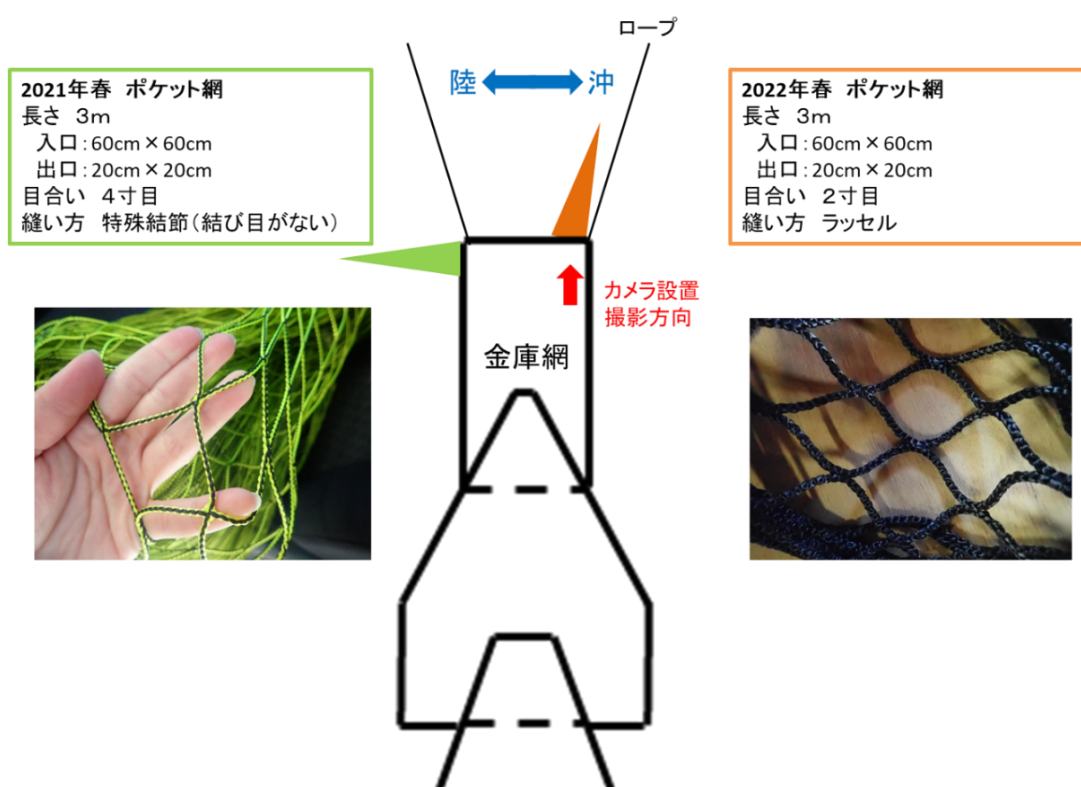 ロープ
陸
沖
2021年春 ポケット網
長さ 3m
入口:60cm×60cm
出口:20cm×20cm
目合い 4寸目
縫い方 特殊結節(結び目がない)
2022年春 ポケット網
長さ 3m
入口:60cm×60cm
出口:20cm×20cm
目合い 2寸目
縫い方 ラッセル
カメラ設置
撮影方向
金庫網